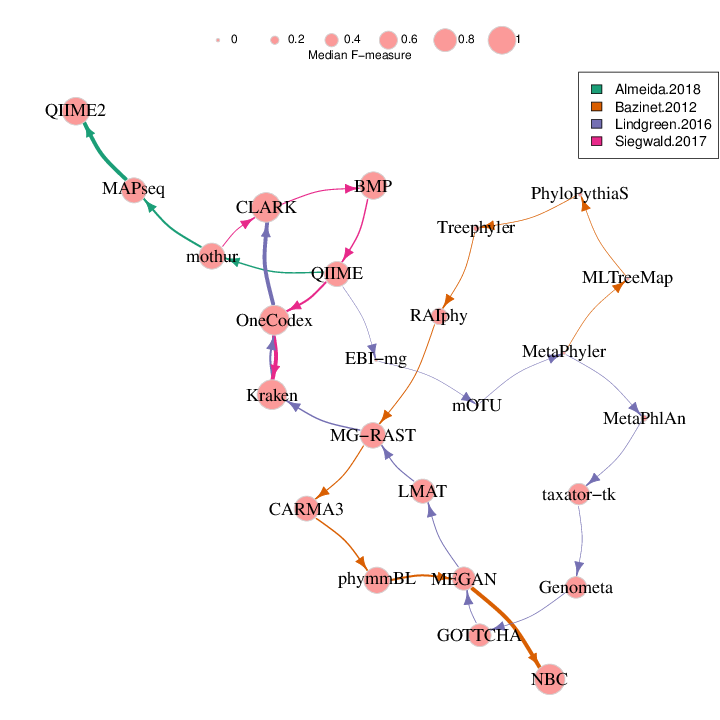 0 0.2 0.4 0.6 0.8 1
Median F−measure
Almeida.2018
Bazinet.2012
Lindgreen.2016
Siegwald.2017
QIIME2
MAPseq
BMP
CLARK
PhyloPythiaS
Treephyler
mothur
QIIME
MLTreeMap
RAIphy
OneCodex
EBI−mg
MetaPhyler
Kraken
mOTU
MetaPhlAn
MG−RAST
LMAT
taxator−tk
CARMA3
phymmBL
MEGAN
Genometa
GOTTCHA
NBC